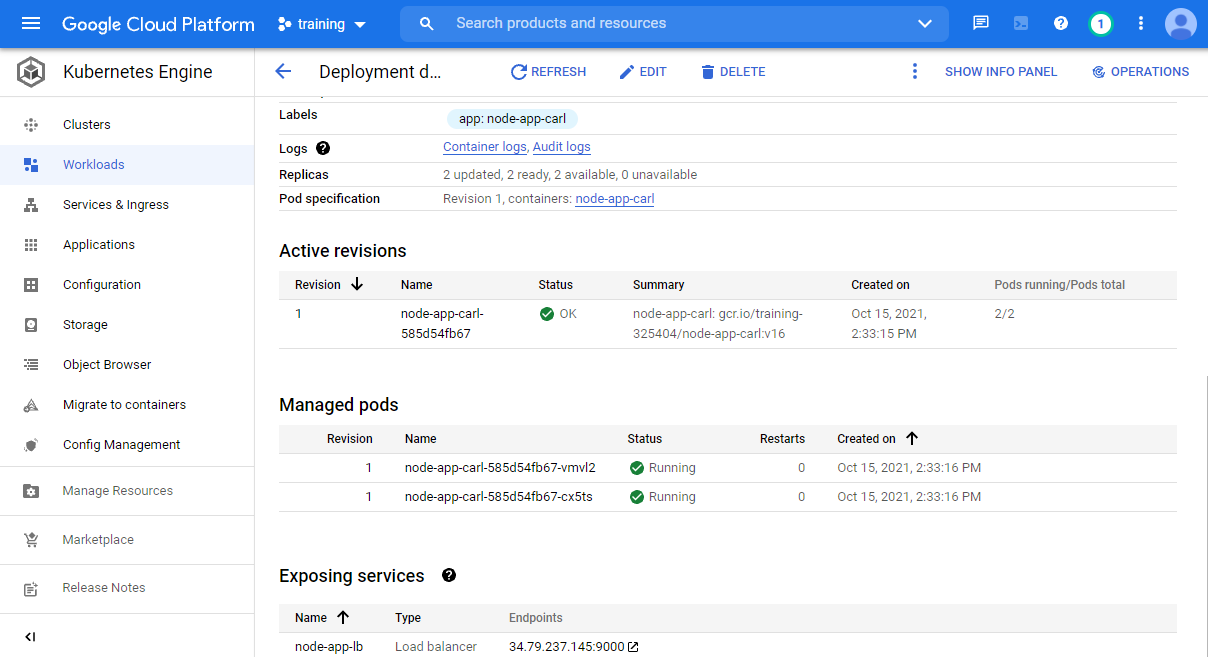 Google Cloud Platform
training
Search products and resources
1
Kubernetes Engine
Deployment d...
REFRESH
EDIT
DELETE
SHOW INFO PANEL
OPERATIONS
Clusters
Workloads
Services & Ingress
Applications
Configuration
Storage
Object Browser
Migrate to containers
Config Management
Manage Resources
Marketplace
Release Notes
Labels
app: node-app-carl
Logs
Container logs, Audit logs
Replicas
2 updated, 2 ready, 2 available, 0 unavailable
Pod specification
Revision 1, containers: node-app-carl
Active revisions
Revision Name Status Summary Created on Pods running/Pods total
1 node-app-carl- OK node-app-carl: gcr.io/training- Oct 15, 2021, 2/2
585d54fb67 325404/node-app-carl:v16 2:33:15 PM
Managed pods
Revision Name Status Restarts Created on
1 node-app-carl-585d54fb67-vmvl2 Running 0 Oct 15, 2021, 2:33:16 PM
1 node-app-carl-585d54fb67-cx5ts Running 0 Oct 15, 2021, 2:33:16 PM
Exposing services
Name Type Endpoints
node-app-lb Load balancer 34.79.237.145:9000